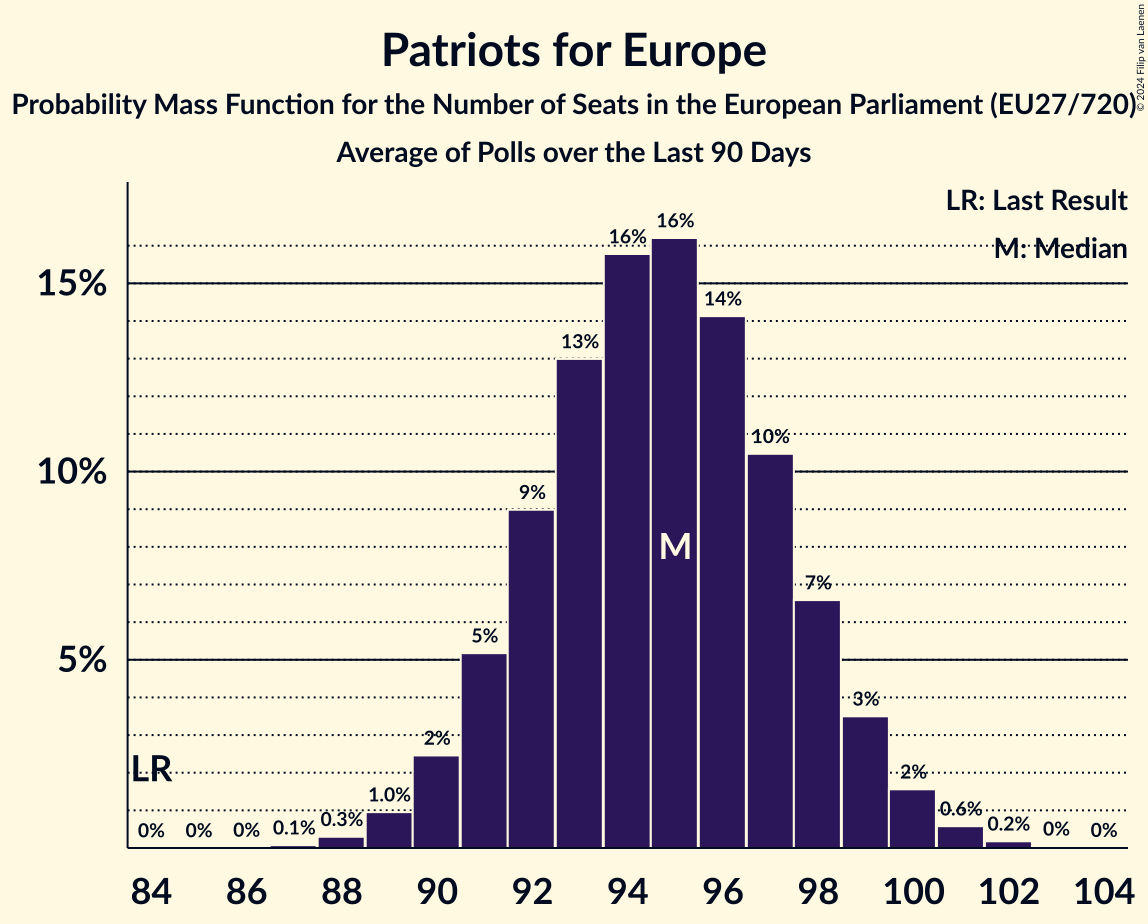 Patriots for Europe
Probability Mass Function for the Number of Seats in the European Parliament (EU27/720)
Average of Polls over the Last 90 Days
© 2024 Filip van Laenen
LR: Last Result
M: Median
15%
10%
5%
0%
0%
0%
0.1%
0.3%
1.0%
2%
5%
9%
13%
16%
16%
14%
10%
7%
3%
2%
0.6%
0.2%
0%
0%
LR
M
84 86 88 90 92 94 96 98 100 102 104